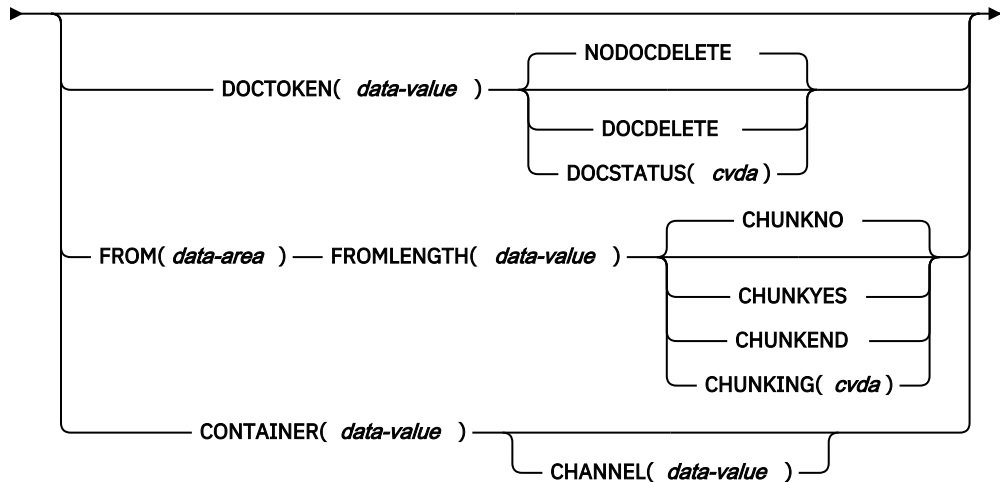 NODOCDELETE
DOCTOKEN( data-value )
DOCDELETE
DOCSTATUS( cvda )
CHUNKNO
FROM( data-area ) FROMLENGTH( data-value )
CHUNKYES
CHUNKEND
CHUNKING( cvda )
CONTAINER( data-value )
CHANNEL( data-value )